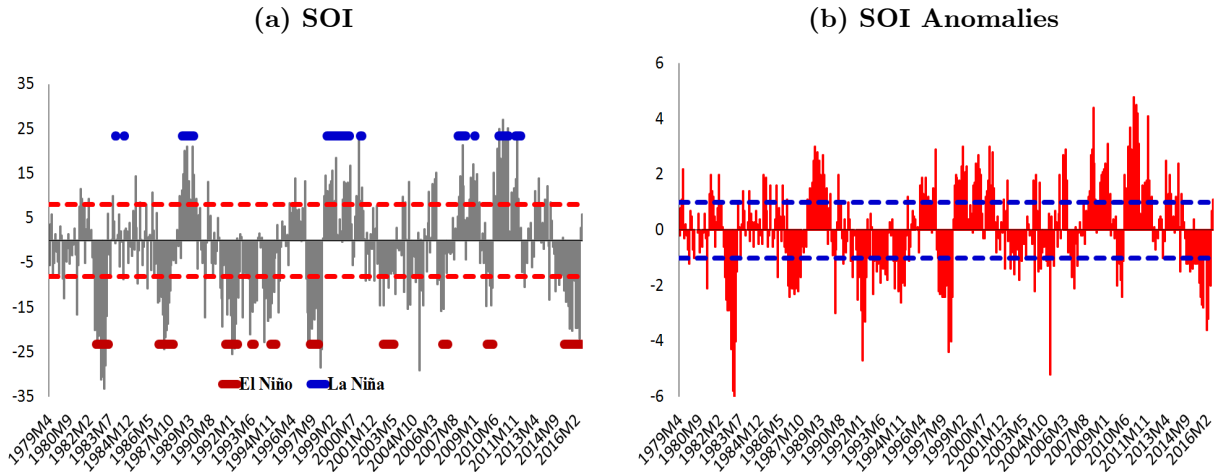 (a) SOI
35
25
15
5
-5
-15
-25
-35
El Niño
La Niña
1979M4
1980M9
1982M2
1983M7
1984M12
1986M5
1987M10
1989M3
1990M8
1992M1
1993M6
1994M11
1996M4
1997M9
1999M2
2000M7
2001M12
2003M5
2004M10
2006M3
2007M8
2009M1
2010M6
2011M11
2013M4
2014M9
2016M2
(b) SOI Anomalies
6
4
2
0
-2
-4
-6
1979M4
1980M9
1982M2
1983M7
1984M12
1986M5
1987M10
1989M3
1990M8
1992M1
1993M6
1994M11
1996M4
1997M9
1999M2
2000M7
2001M12
2003M5
2004M10
2006M3
2007M8
2009M1
2010M6
2011M11
2013M4
2014M9
2016M2